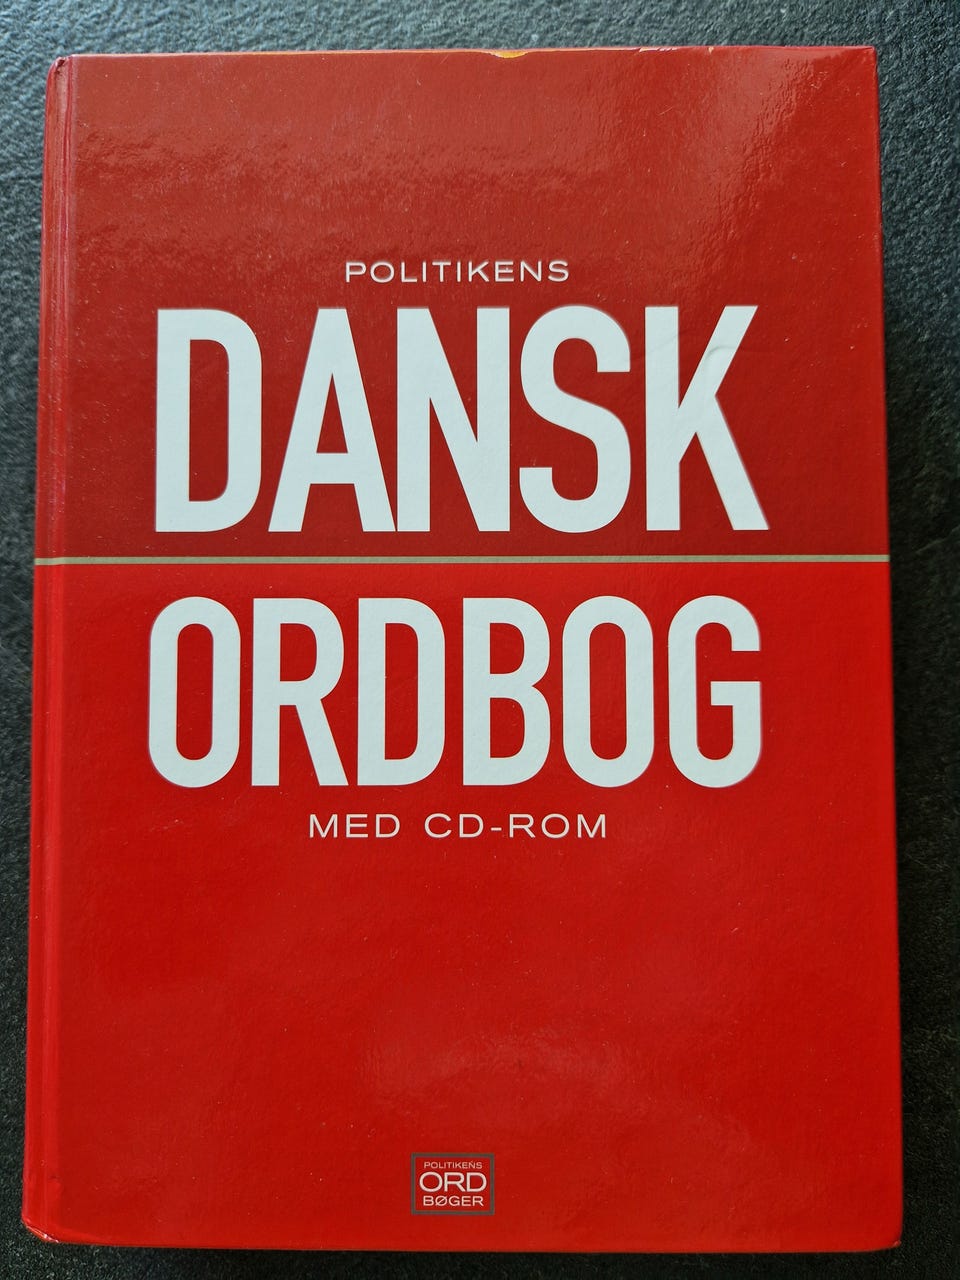 POLITIKENS
DANSK
ORDBOG
MED CD-ROM
POLITIKENS
ORD
BØGER